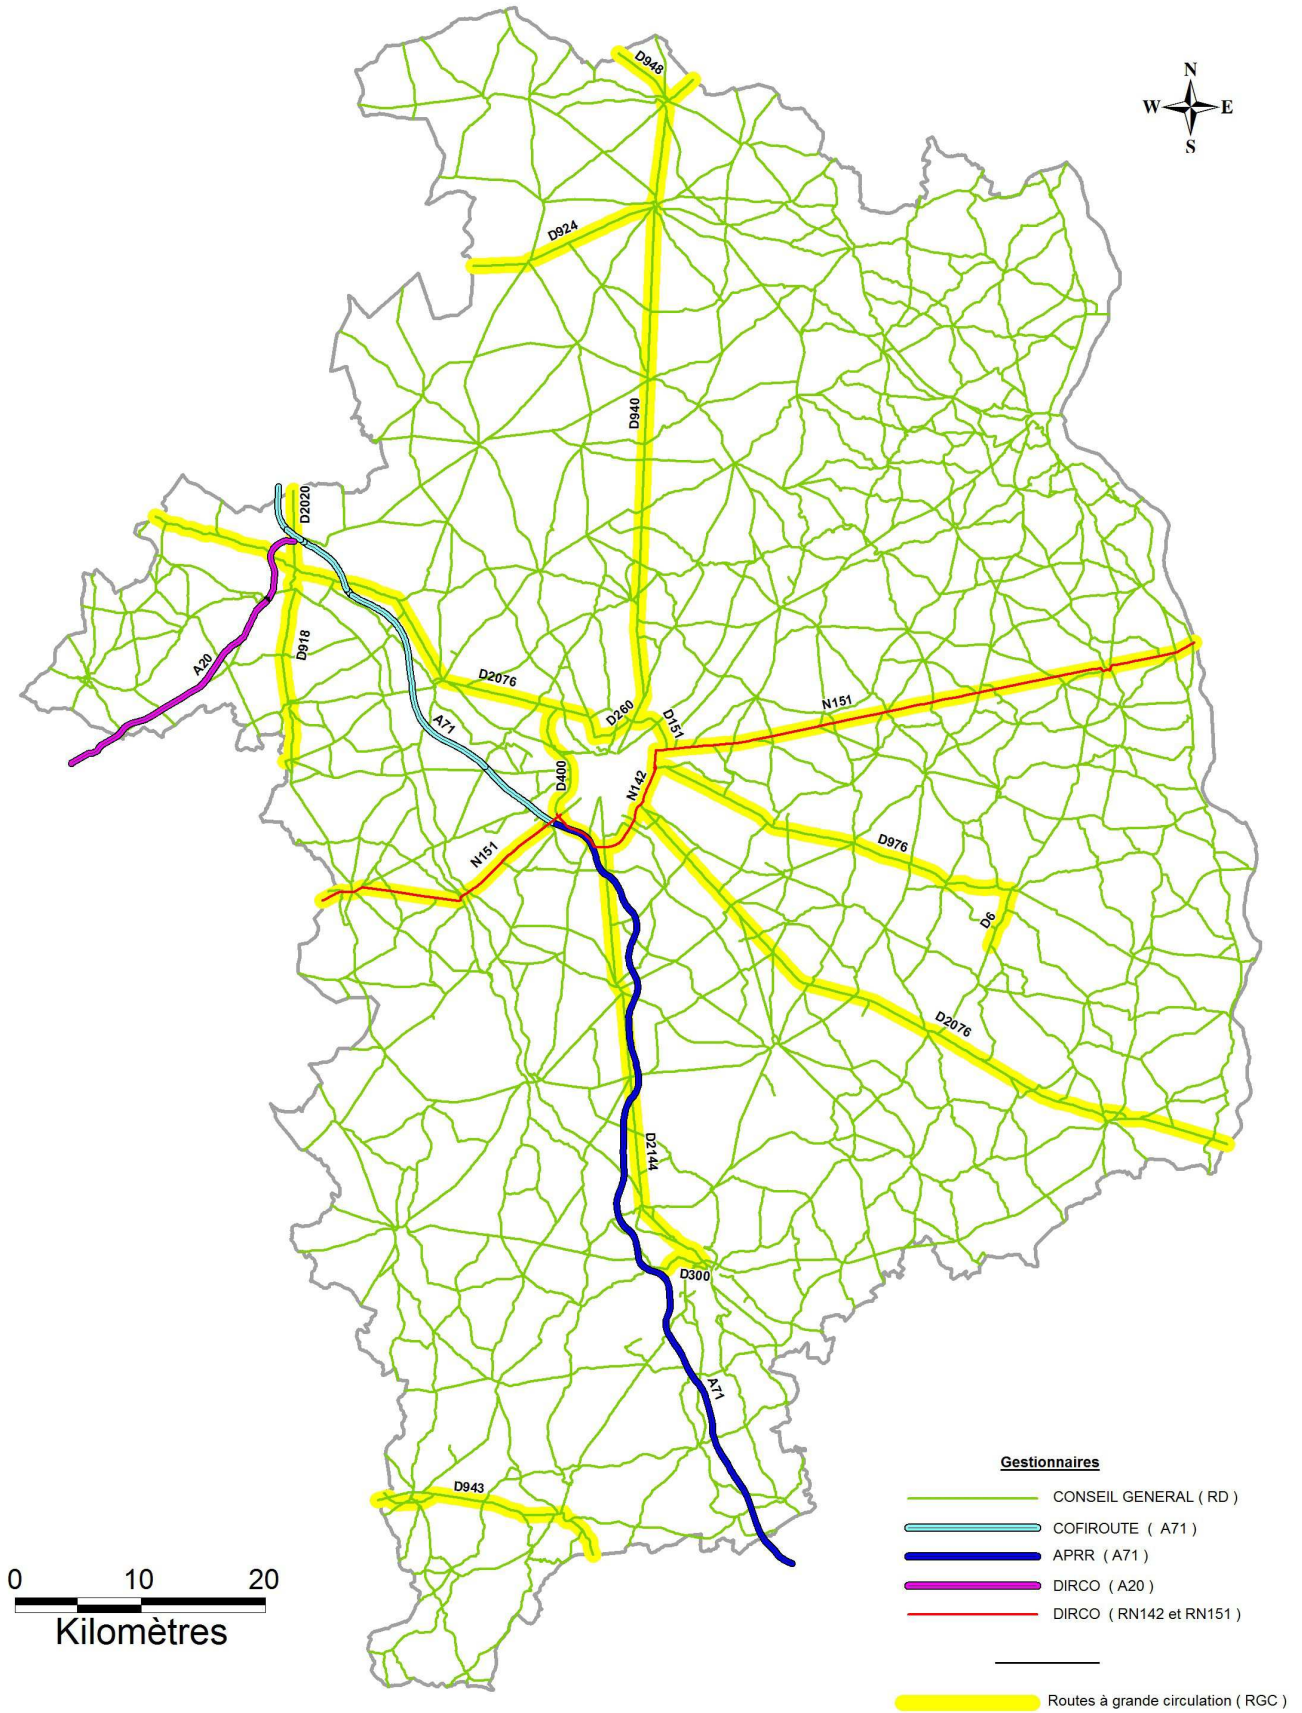 N
W E
S
D948
D924
D940
D2020
A20
D918
D2076
A71
D260
D151
N151
D400
N142
N151
D976
D6
D2076
D2144
D300
A71
D943
Gestionnaires
CONSEIL GENERAL ( RD )
COFIROUTE ( A71 )
APRR ( A71 )
DIRCO ( A20 )
DIRCO ( RN142 et RN151 )
Routes à grande circulation ( RGC )
0 10 20
Kilomètres